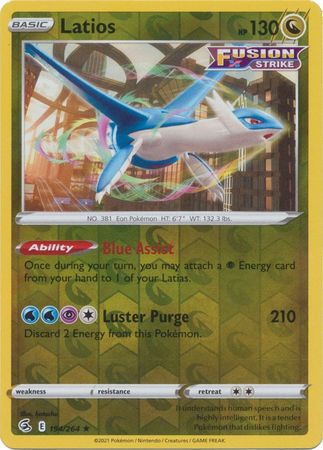 BASIC Latios HP 130
FUSION
STRIKE
NO. 381 Eon Pokémon HT: 6'7" WT: 132.3 lbs.
Ability Blue Assist
Once during your turn, you may attach a Energy card
from your hand to 1 of your Latias.
Luster Purge 210
Discard 2 Energy from this Pokémon.
weakness resistance retreat
Illus.
E 194/264
It understands human speech and is
highly intelligent. It is a tender
Pokémon that dislikes fighting.
©2021 Pokémon / Nintendo / Creatures / GAME FREAK